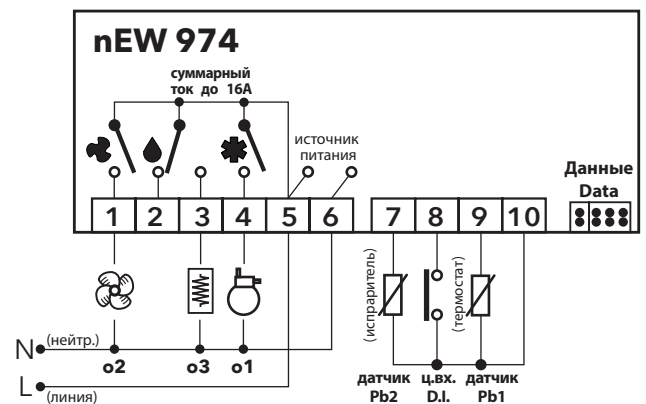 nEW 974
суммарный
ток до 16А
источник
питания
Данные
Data
1 2 3 4 5 6 7 8 9 10
(испраритель)
(термостат)
N (нейтр.)
o2 o3 o1
L (линия)
датчик ц.вх. датчик
Pb2 D.I. Pb1